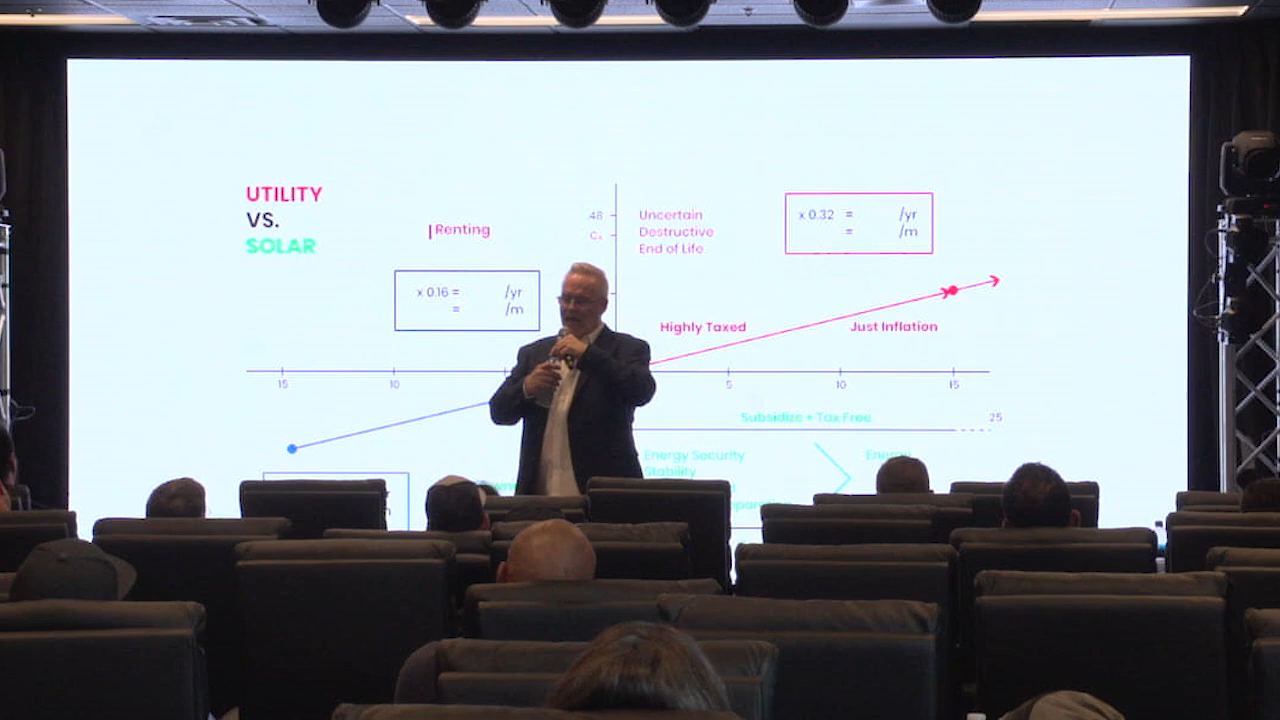 UTILITY
VS.
SOLAR
Renting
x 0.16 = /yr
= /m
48
Uncertain
Destructive
End of Life
x 0.32 = /yr
= /m
Highly Taxed
Just Inflation
15
10
5
10
15
Subsidize + Tax Free
25
Energy Security
Stability
Energy